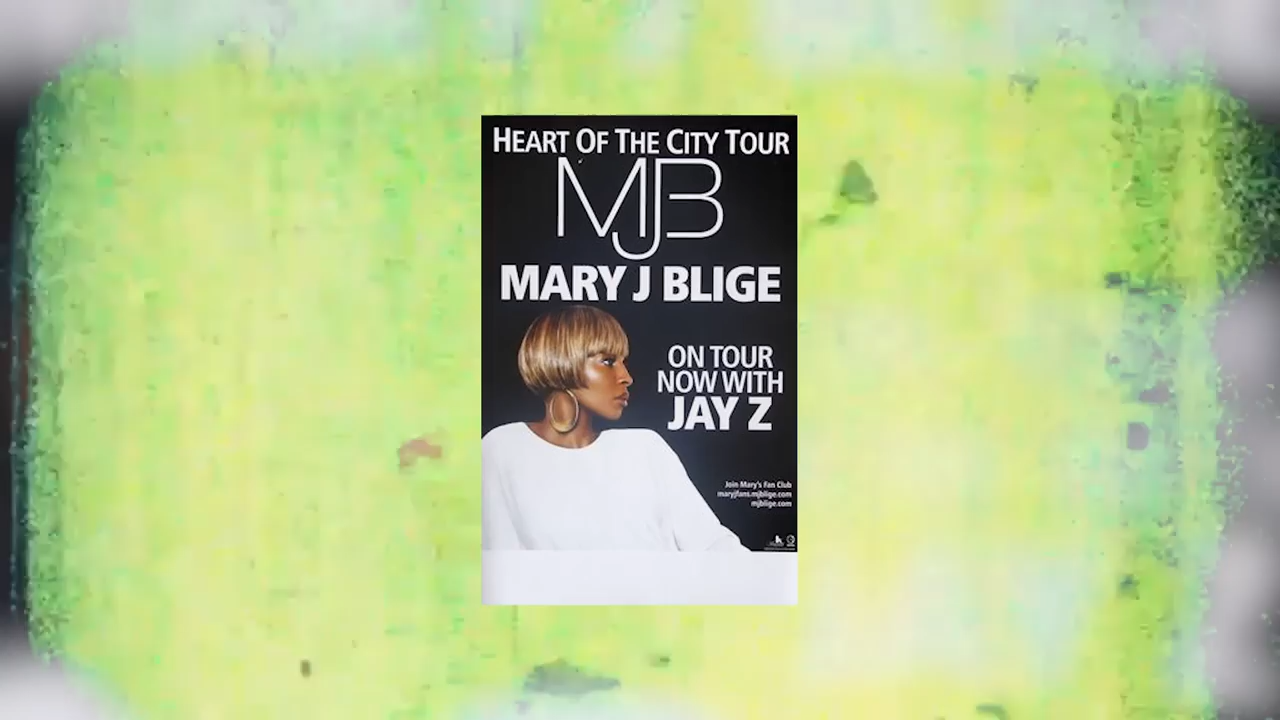 HEART OF THE CITY TOUR
MJB
MARY J BLIGE
ON TOUR
NOW WITH
JAY Z
Join Mary's Fan Club
maryjfans.mjblige.com
mjblige.com